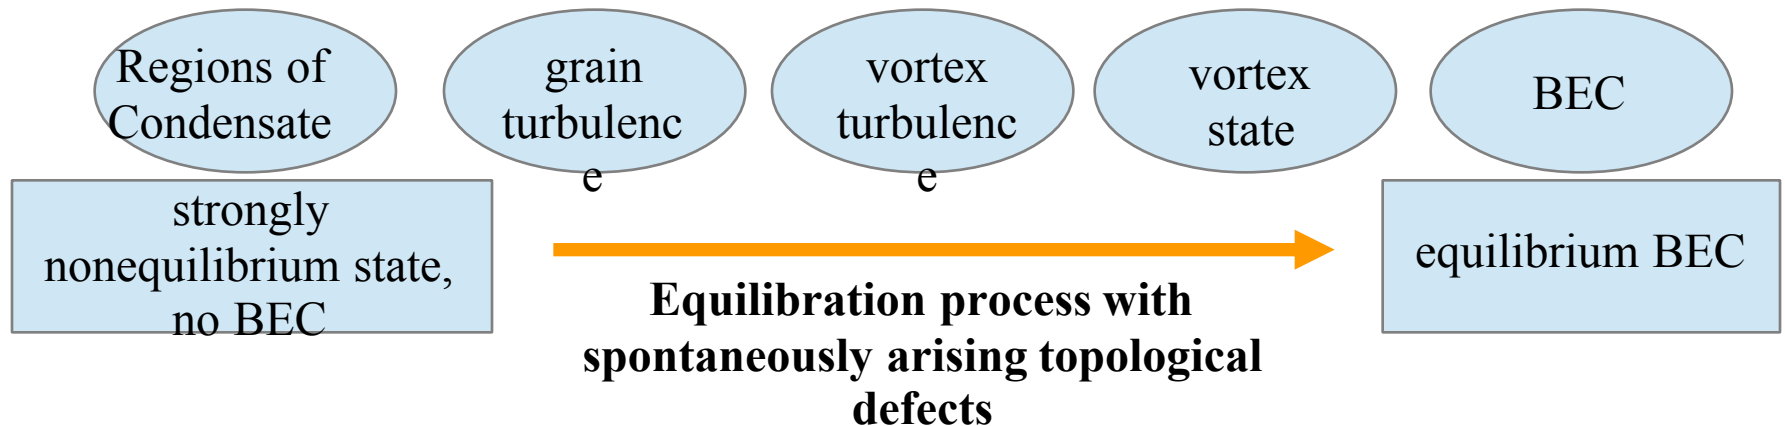 Regions of
Condensate
grain
turbulenc
e
vortex
turbulenc
e
vortex
state
BEC
strongly
nonequilibrium state,
no BEC
Equilibration process with
spontaneously arising topological
defects
equilibrium BEC